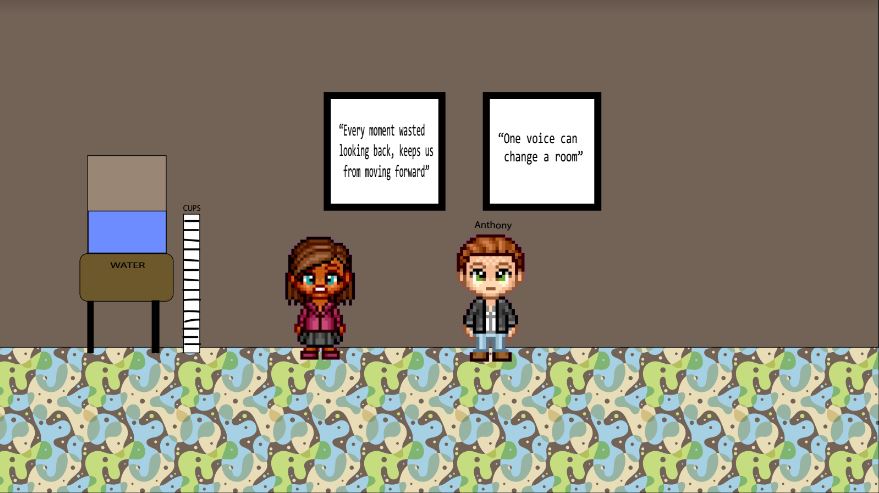 “Every moment wasted
looking back, keeps us
from moving forward”
“One voice can
change a room”
CUPS
Anthony
WATER